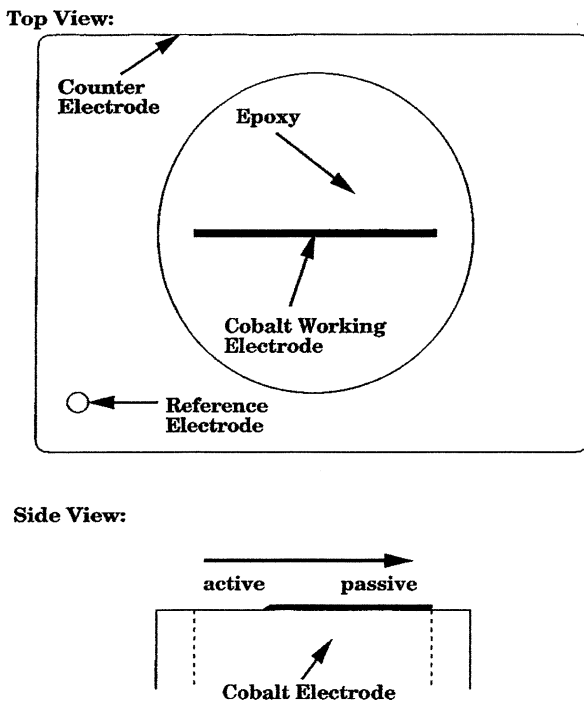 Top View:
Counter
Electrode
Epoxy
Cobalt Working
Electrode
Reference
Electrode
Side View:
active passive
Cobalt Electrode